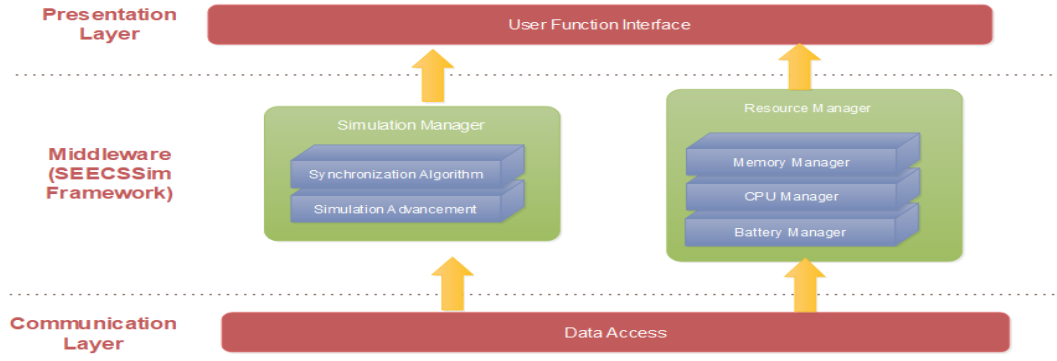 Presentation
Layer
User Function Interface
Middleware
(SEECSSim
Framework)
Simulation Manager
Synchronization Algorithm
Simulation Advancement
Resource Manager
Memory Manager
CPU Manager
Battery Manager
Communication
Layer
Data Access